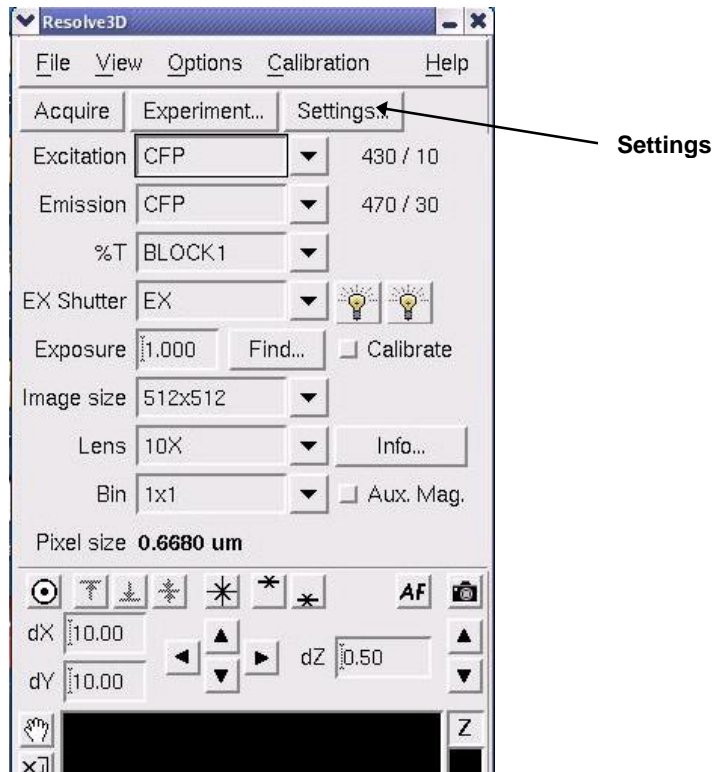 Resolve3D
File View Options Calibration Help
Acquire Experiment... Settings...
Settings
Excitation CFP 430 / 10
Emission CFP 470 / 30
%T BLOCK1
EX Shutter EX
Exposure 1.000 Find... Calibrate
Image size 512x512
Lens 10X Info...
Bin 1x1 Aux. Mag.
Pixel size 0.6680 um
AF
dX 10.00
dZ 0.50
dY 10.00
Z